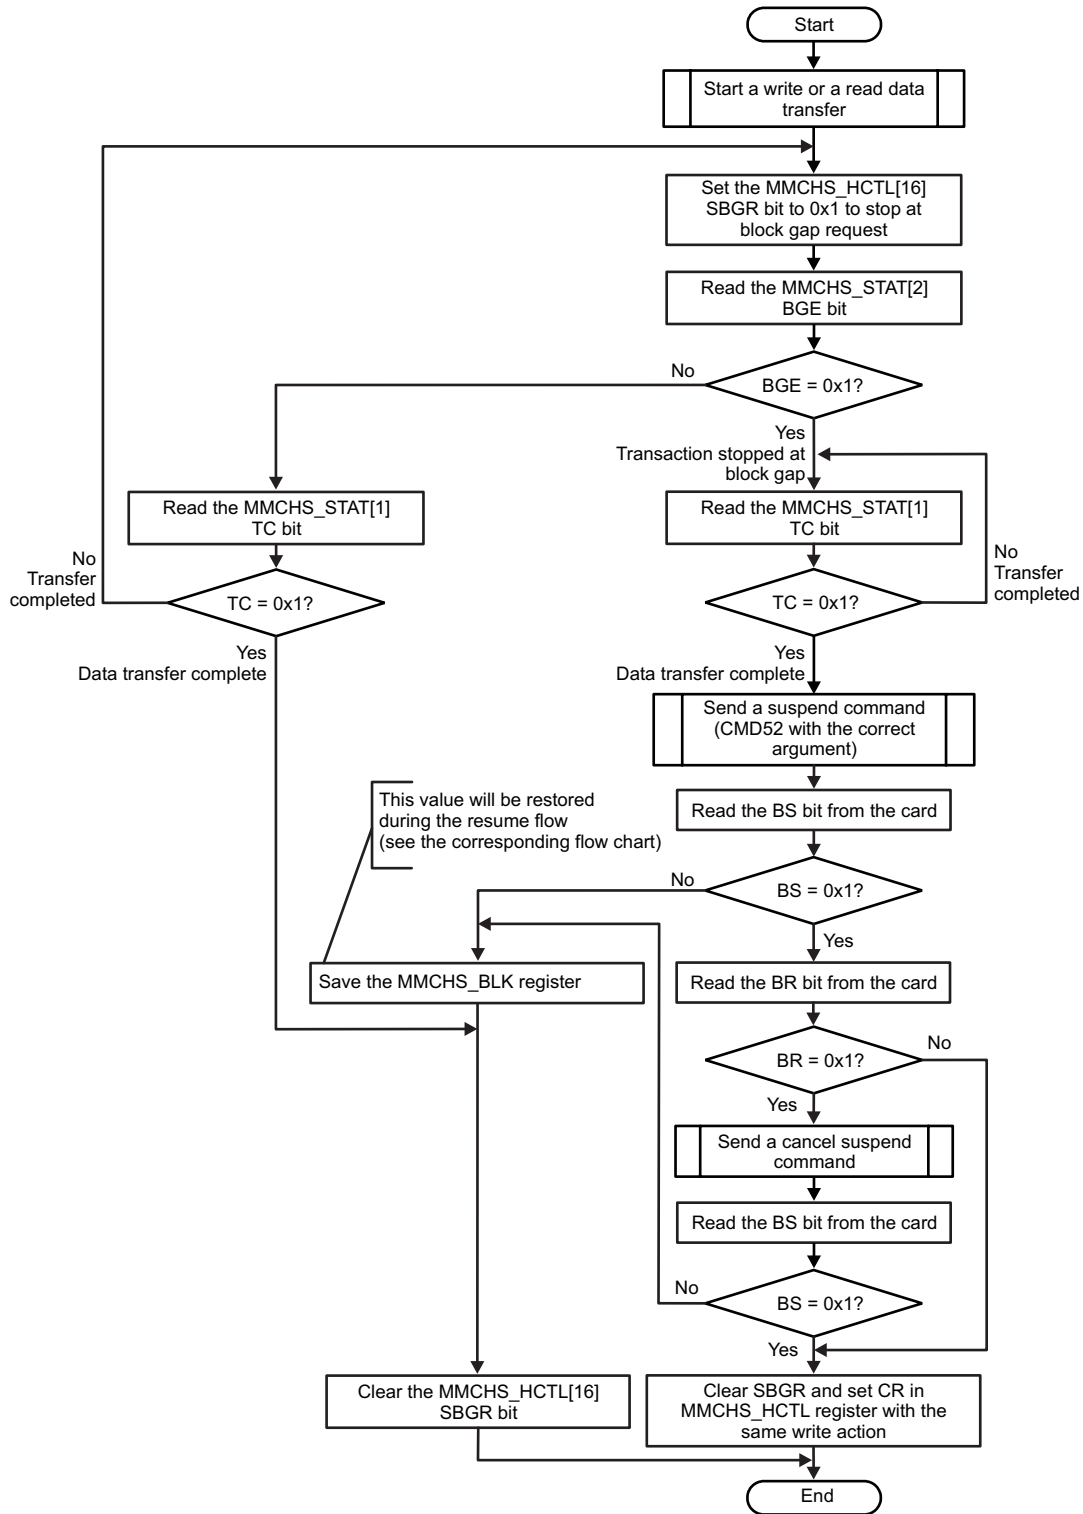 Start
Start a write or a read data
transfer
Set the MMCHS_HCTL[16]
SBGR bit to 0x1 to stop at
block gap request
Read the MMCHS_STAT[2]
BGE bit
No
BGE = 0x1?
Yes
Transaction stopped at
block gap
Read the MMCHS_STAT[1]
TC bit
Read the MMCHS_STAT[1]
TC bit
No
Transfer
completed
TC = 0x1?
TC = 0x1?
No
Transfer
completed
Yes
Data transfer complete
Yes
Data transfer complete
Send a suspend command
(CMD52 with the correct
argument)
This value will be restored
during the resume flow
(see the corresponding flow chart)
Read the BS bit from the card
No
BS = 0x1?
Yes
Save the MMCHS_BLK register
Read the BR bit from the card
No
BR = 0x1?
Yes
Send a cancel suspend
command
Read the BS bit from the card
No
BS = 0x1?
Yes
Clear the MMCHS_HCTL[16]
SBGR bit
Clear SBGR and set CR in
MMCHS_HCTL register with the
same write action
End